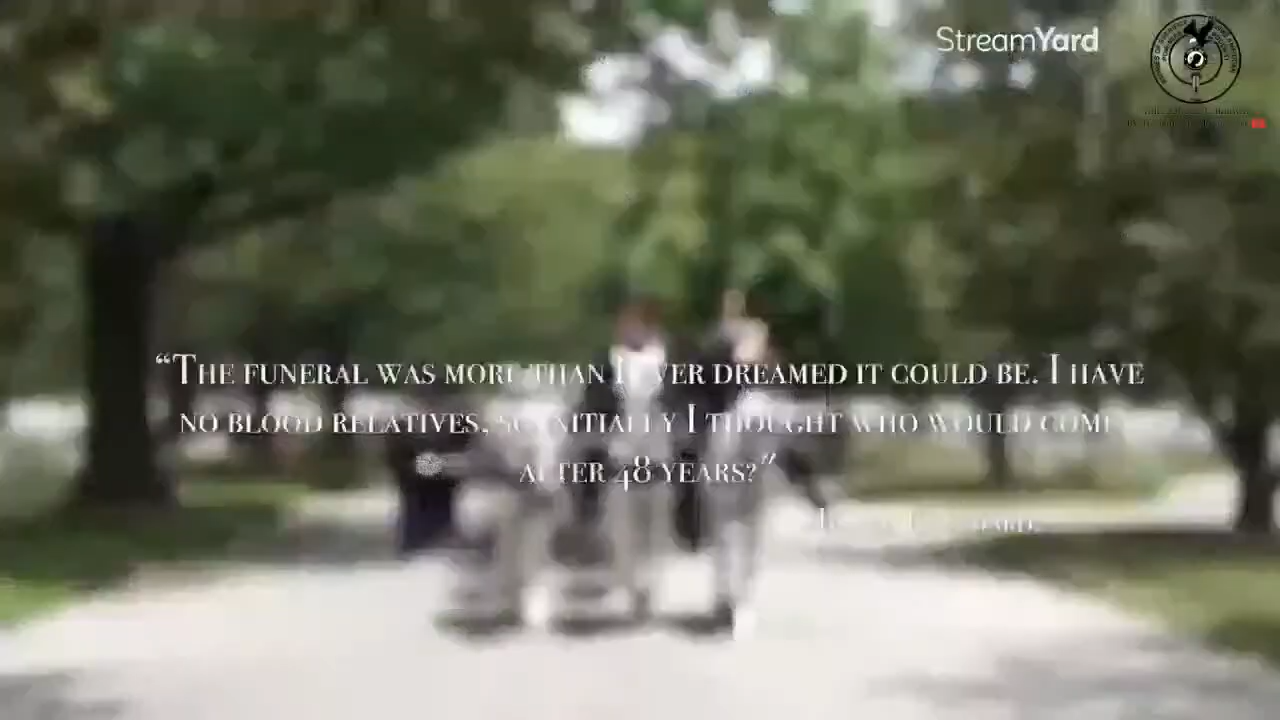 StreamYard
“THE FUNERAL WAS MORE THAN I EVER DREAMED IT COULD BE. I HAVE
NO BLOOD RELATIVES, SO INITIALLY I THOUGHT WHO WOULD COME
AFTER 48 YEARS?”